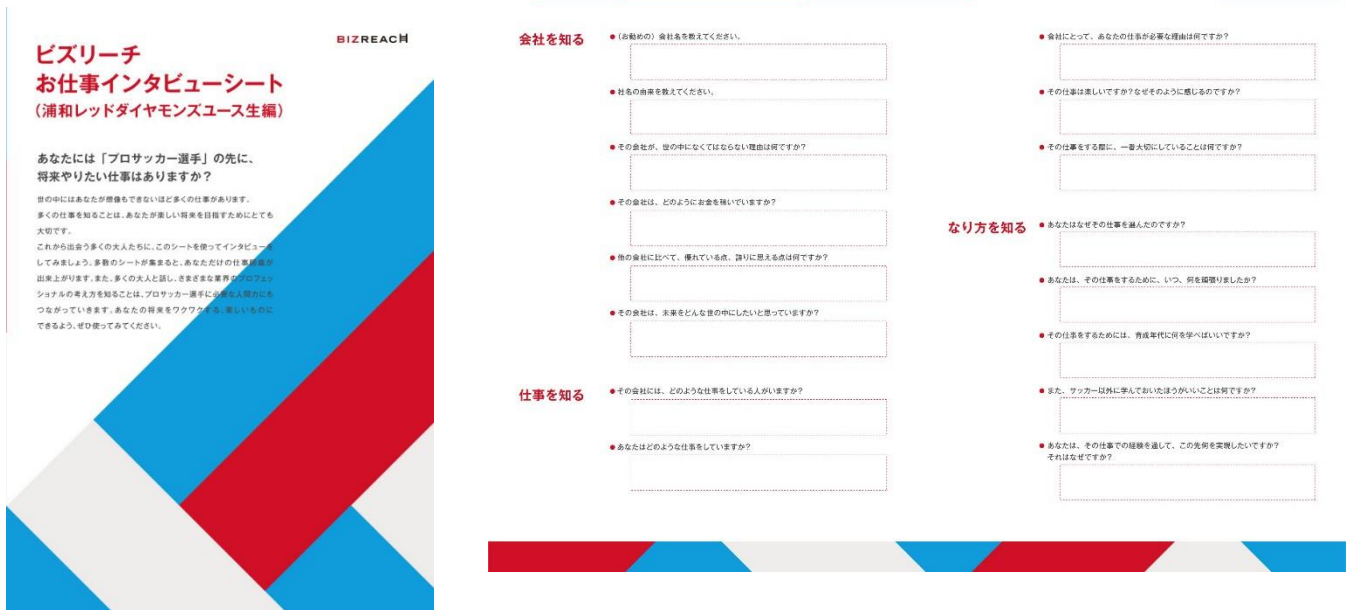 BIZREACH
ビズリーチ
お仕事インタビューシート
（浦和レッドダイヤモンズユース生編）
あなたには「プロサッカー選手」の先に、
将来やりたい仕事はありますか？
世の中にはあなたが想像もできないほど多くの仕事があります。
多くの仕事を知ることは、あなたが楽しい将来を目指すためにとても
大切です。
これから出会う多くの大人たちに、このシートを使ってインタビューを
してみましょう。多数のシートが集まると、あなただけの仕事図鑑が
出来上がります。また、多くの大人と話し、さまざまな業界のプロフェッ
ショナルの考え方を知ることは、プロサッカー選手に必要な人間力にも
つながっていきます。あなたの将来をワクワクする、楽しいものに
できるよう、ぜひ使ってみてください。
会社を知る
●（お勤めの）会社名を教えてください。
●社名の由来を教えてください。
●その会社が、世の中になくてはならない理由は何ですか？
●その会社は、どのようにお金を稼いでいますか？
●他の会社に比べて、優れている点、誇りに思える点は何ですか？
●その会社は、未来をどんな世の中にしたいと思っていますか？
仕事を知る
●その会社には、どのような仕事をしている人がいますか？
●あなたはどのような仕事をしていますか？
●会社にとって、あなたの仕事が必要な理由は何ですか？
●その仕事は楽しいですか？なぜそのように感じるのですか？
●その仕事をする際に、一番大切にしていることは何ですか？
なり方を知る
●あなたはなぜその仕事を選んだのですか？
●あなたは、その仕事をするために、いつ、何を頑張りましたか？
●その仕事をするためには、育成年代に何を学べばいいですか？
●また、サッカー以外に学んでおいたほうがいいことは何ですか？
●あなたは、その仕事での経験を通して、この先何を実現したいですか？
それはなぜですか？